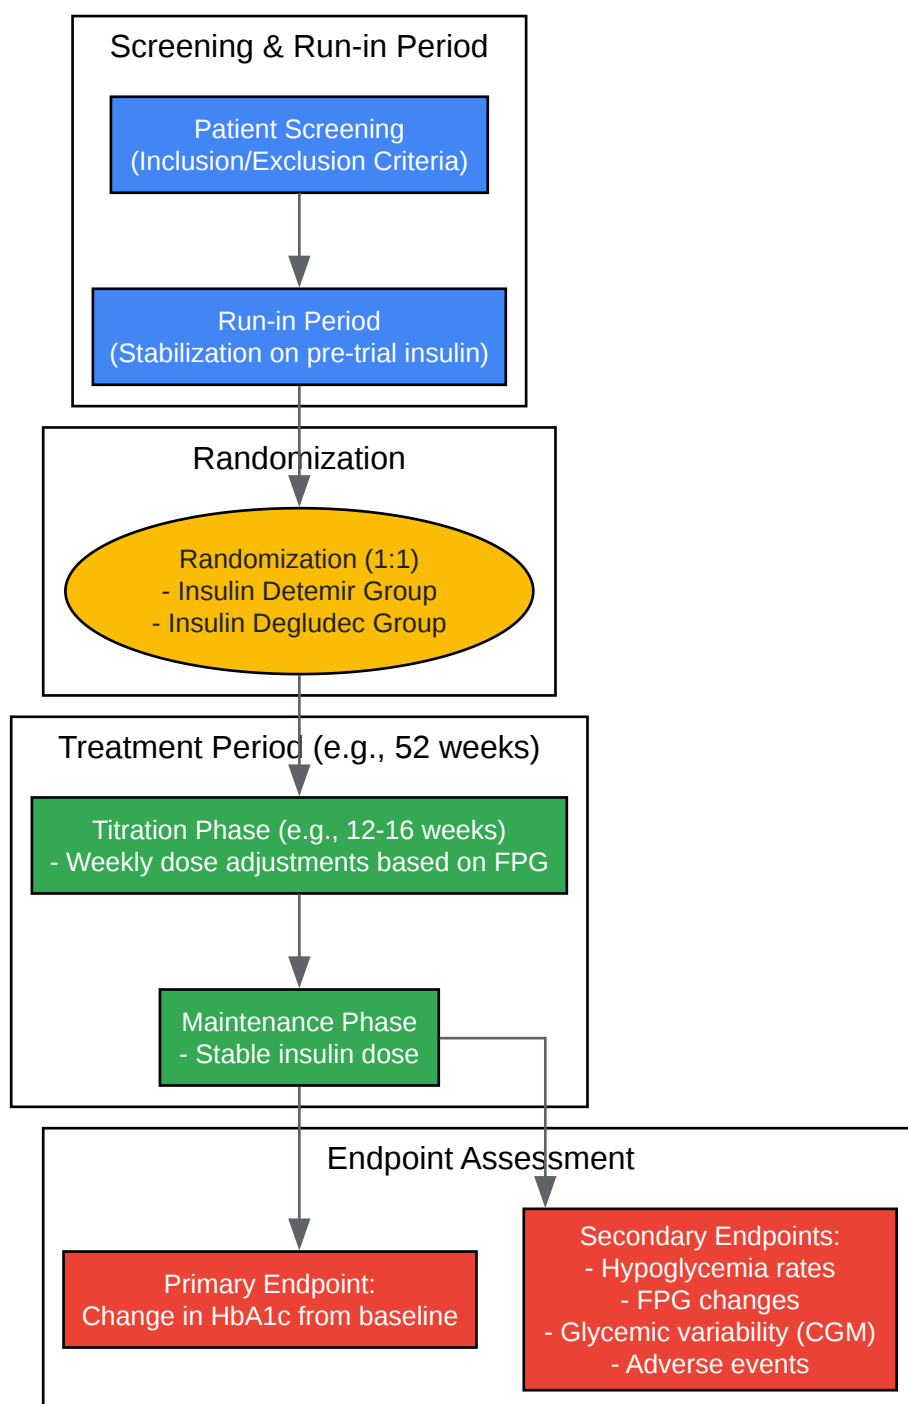 Screening & Run-in Period
Patient Screening
(Inclusion/Exclusion Criteria)
Run-in Period
(Stabilization on pre-trial insulin)
Randomization
Randomization (1:1)
- Insulin Detemir Group
- Insulin Degludec Group
Treatment Period (e.g., 52 weeks)
Titration Phase (e.g., 12-16 weeks)
- Weekly dose adjustments based on FPG
Maintenance Phase
- Stable insulin dose
Endpoint Assessment
Primary Endpoint:
Change in HbA1c from baseline
Secondary Endpoints:
- Hypoglycemia rates
- FPG changes
- Glycemic variability (CGM)
- Adverse events